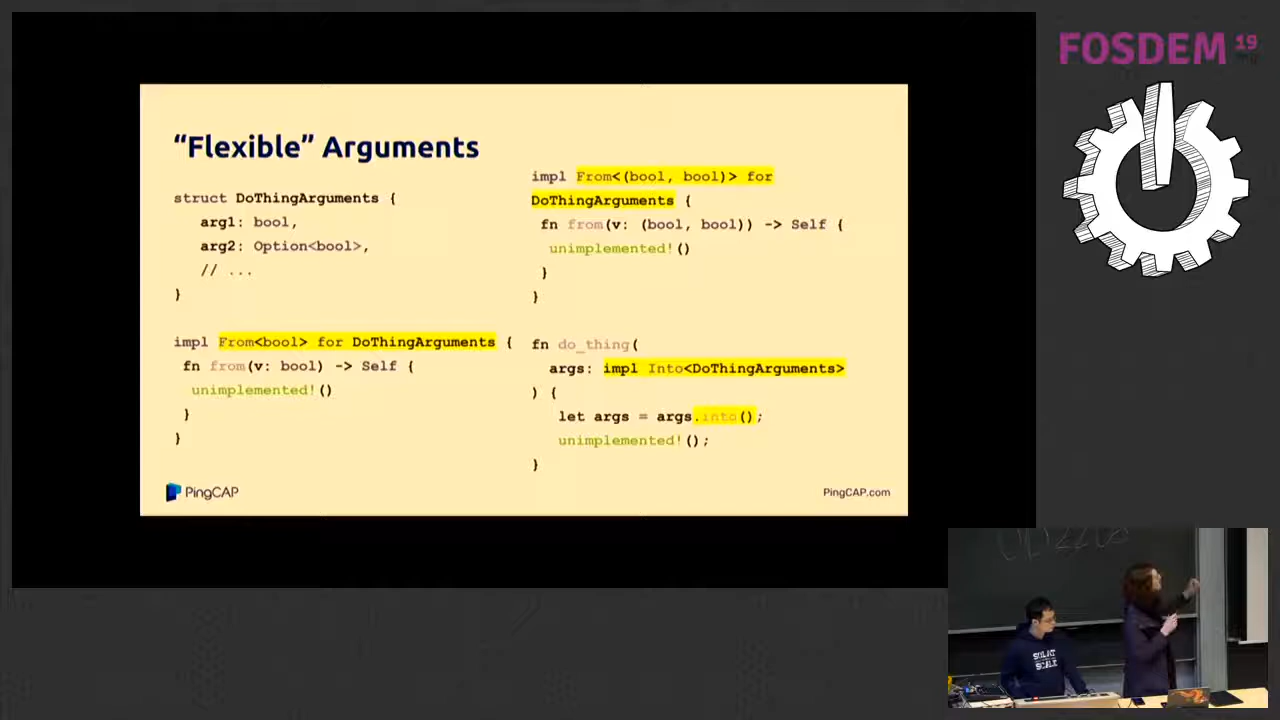 FOSDEM 19
.org
“Flexible” Arguments
struct DoThingArguments {
arg1: bool,
arg2: Option<bool>,
// ...
}
impl From<bool> for DoThingArguments {
fn from(v: bool) -> Self {
unimplemented!()
}
}
impl From<(bool, bool)> for
DoThingArguments {
fn from(v: (bool, bool)) -> Self {
unimplemented!()
}
}
fn do_thing(
args: impl Into<DoThingArguments>
) {
let args = args.into();
unimplemented!();
}
PingCAP
PingCAP.com
SCALE